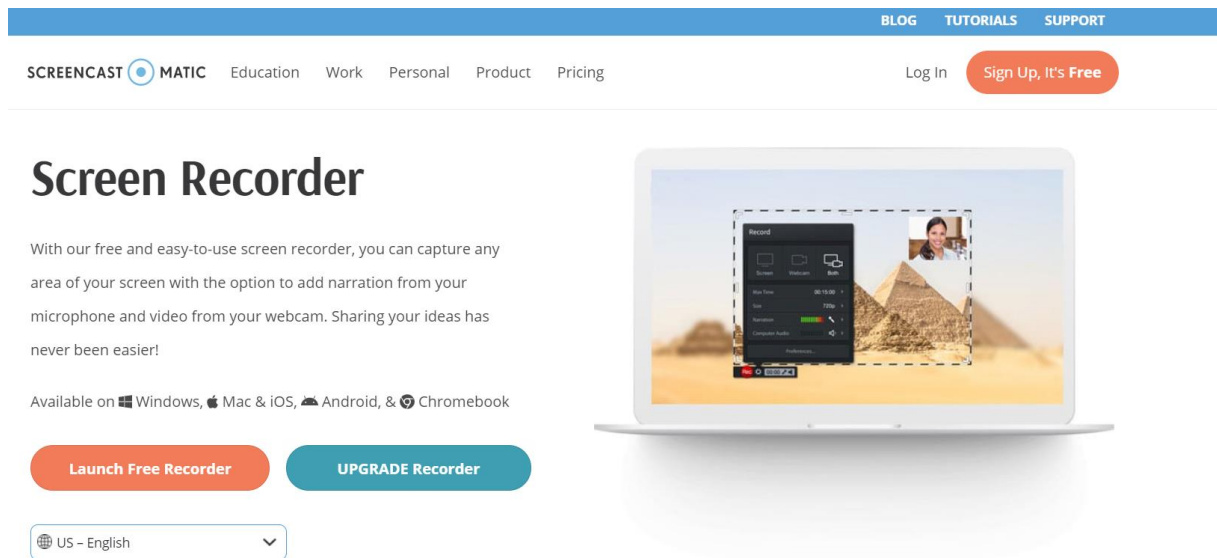 BLOG TUTORIALS SUPPORT
SCREENCAST MATIC Education Work Personal Product Pricing Log In Sign Up, It's Free
Screen Recorder
With our free and easy-to-use screen recorder, you can capture any
area of your screen with the option to add narration from your
microphone and video from your webcam. Sharing your ideas has
never been easier!
Available on Windows, Mac & iOS, Android, & Chromebook
Launch Free Recorder UPGRADE Recorder
US – English
Record
Screen Webcam Both
Max Time 00:15:00
Size 720p
Narration
Computer Audio
Preferences...
Rec 00:00